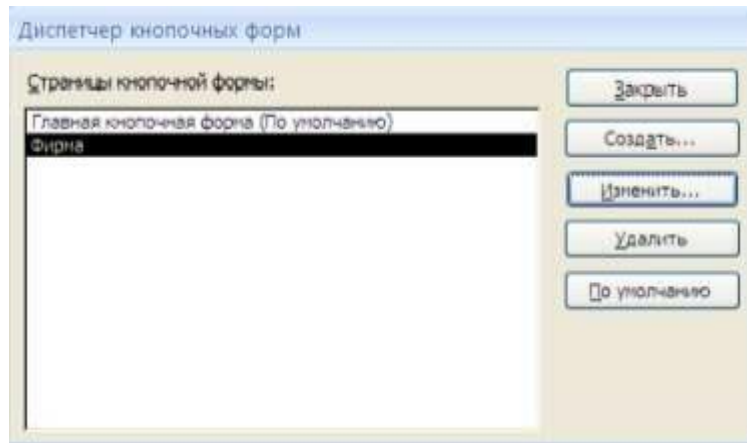 Диспетчер кнопочных форм
Страницы кнопочной формы:
Главная кнопочная форма (По умолчанию)
Фирма
Закрыть
Создать...
Изменить...
Удалить
По умолчанию